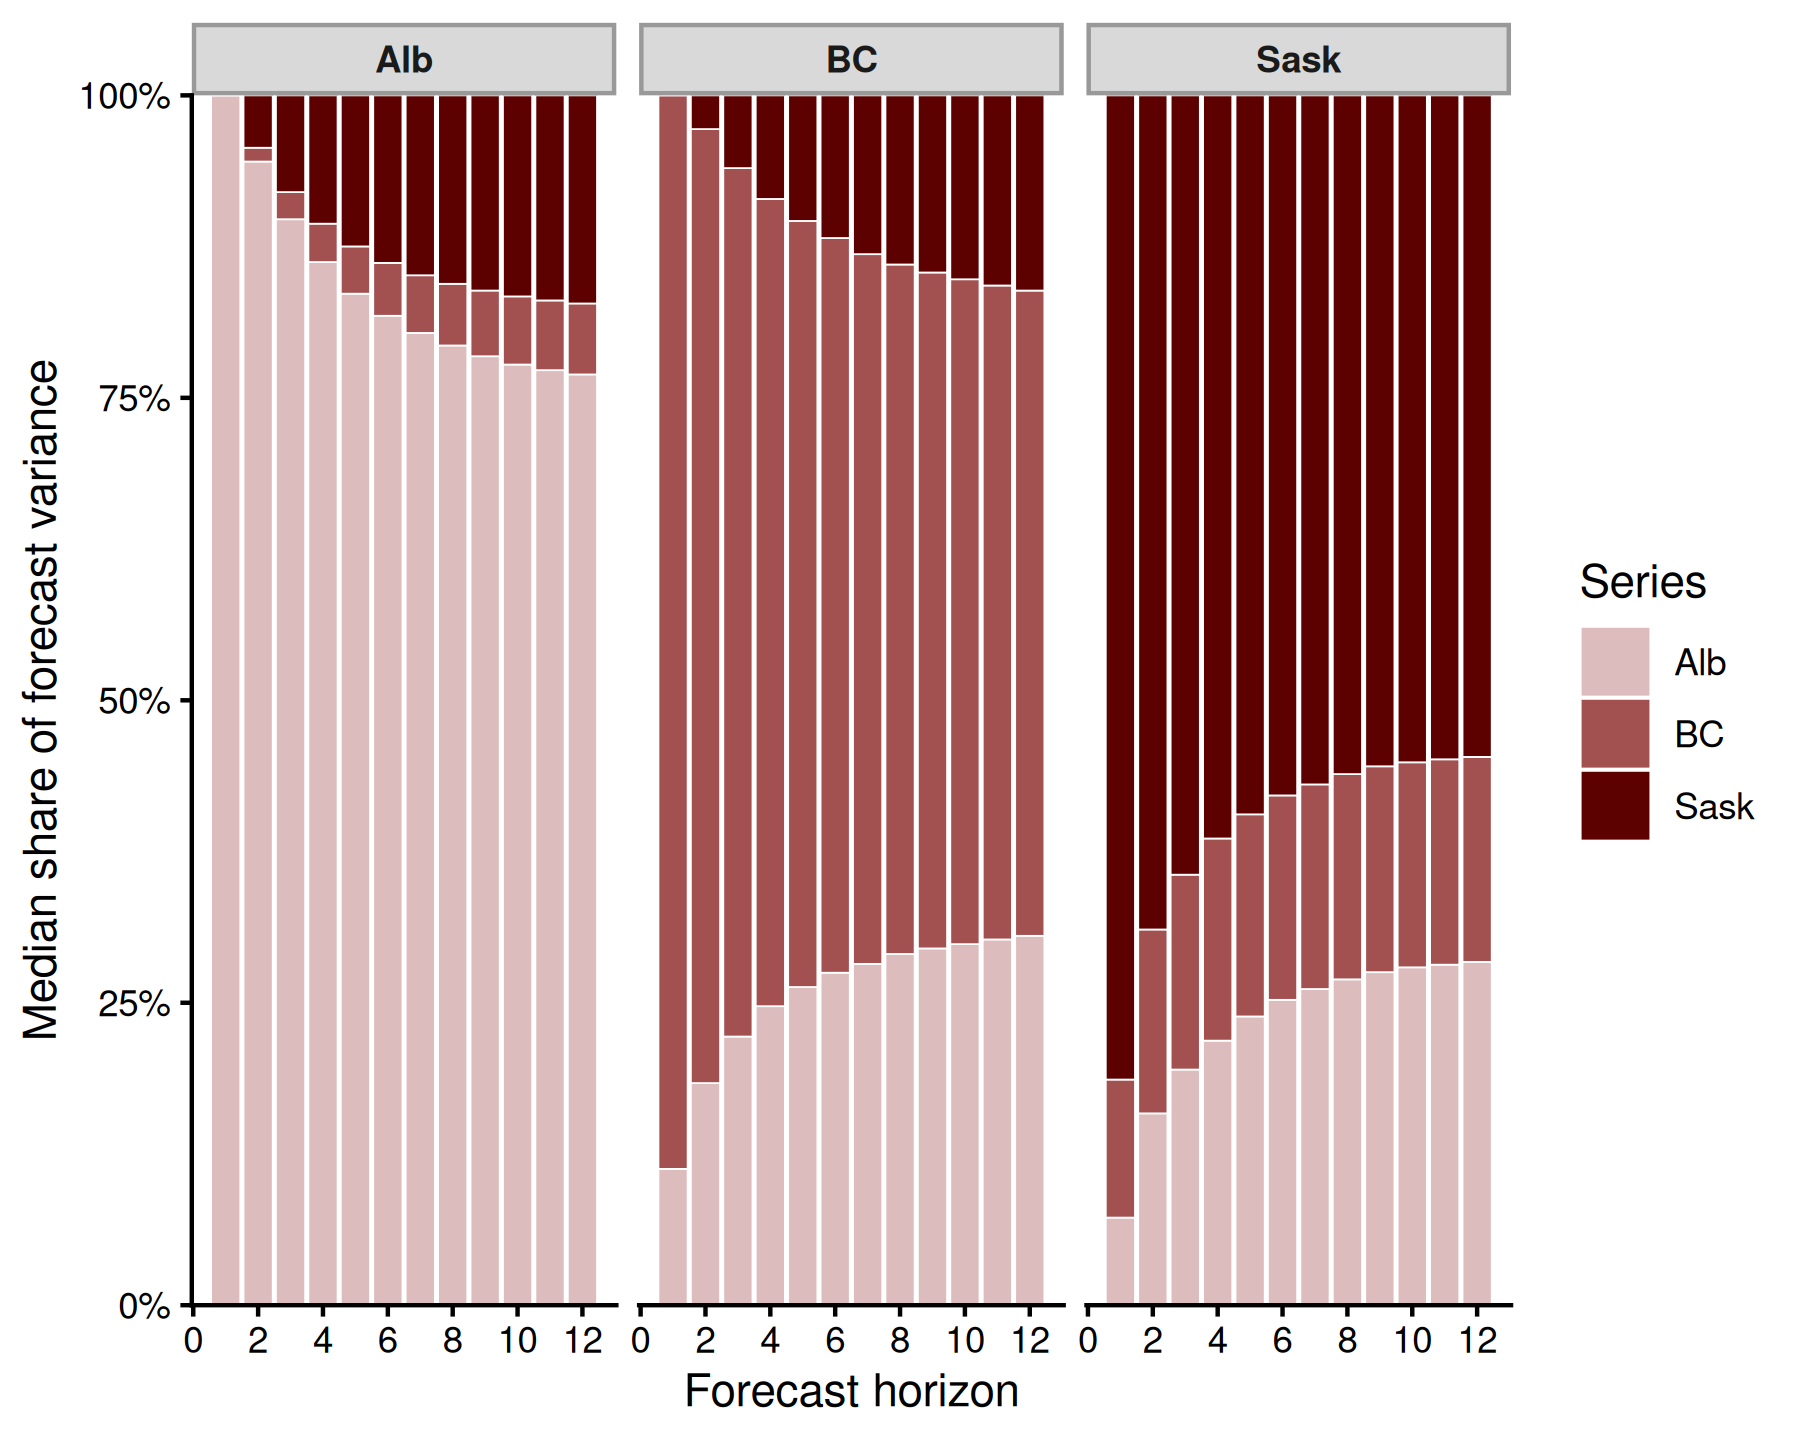 Alb
BC
Sask
100%
75%
50%
25%
0%
Median share of forecast variance
0 2 4 6 8 10 12
0 2 4 6 8 10 12
0 2 4 6 8 10 12
Forecast horizon
Series
Alb
BC
Sask